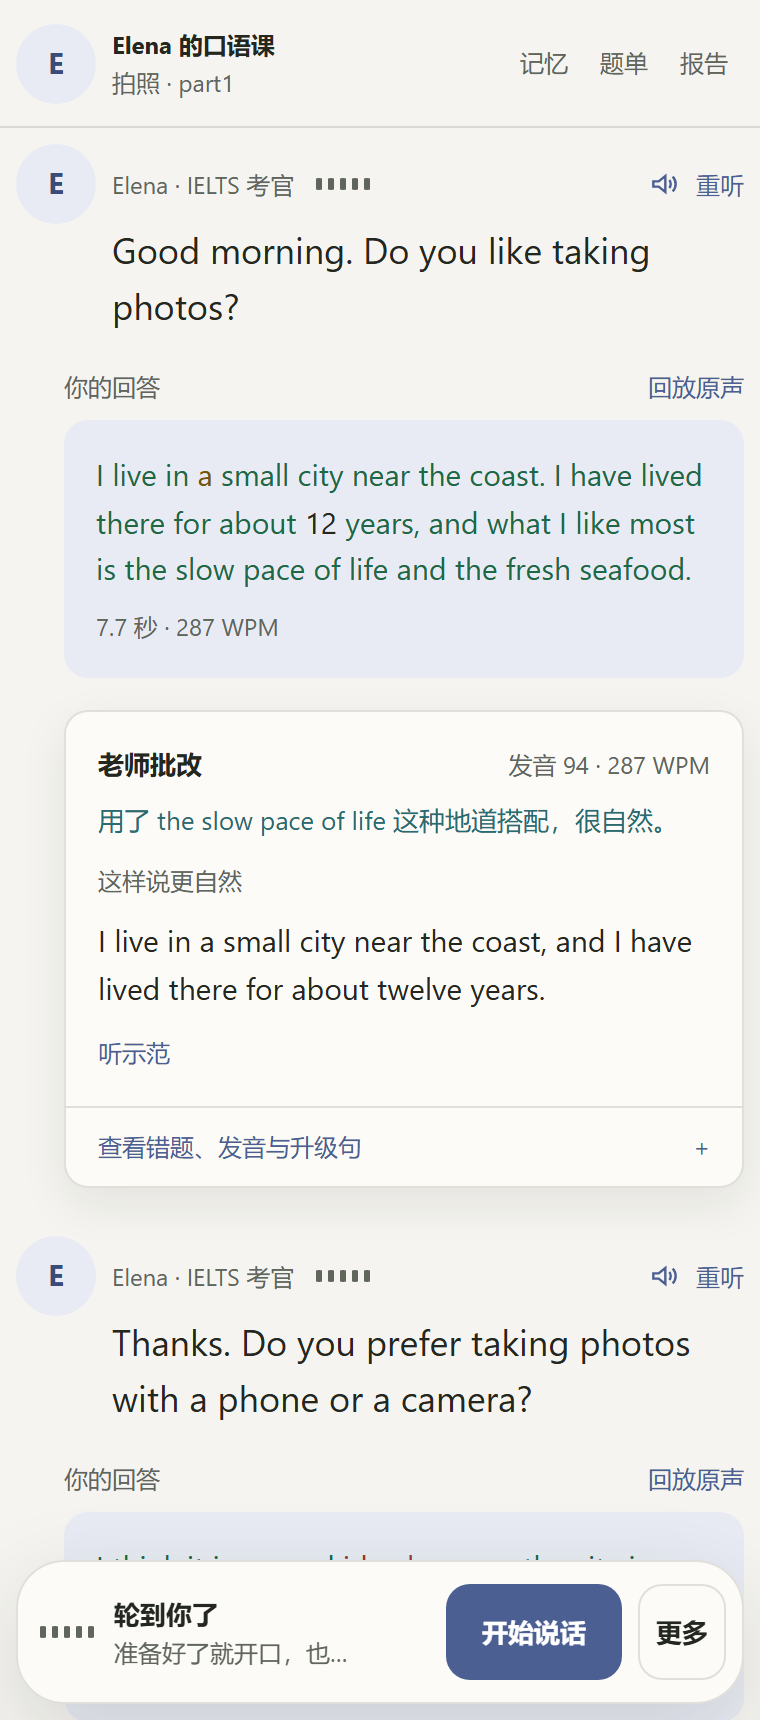 E
Elena 的口语课
拍照 · part1
记忆 题单 报告
E
Elena · IELTS 考官
重听
Good morning. Do you like taking
photos?
你的回答
回放原声
I live in a small city near the coast. I have lived
there for about 12 years, and what I like most
is the slow pace of life and the fresh seafood.
7.7 秒 · 287 WPM
老师批改
发音 94 · 287 WPM
用了 the slow pace of life 这种地道搭配，很自然。
这样说更自然
I live in a small city near the coast, and I have
lived there for about twelve years.
听示范
查看错题、发音与升级句
+
E
Elena · IELTS 考官
重听
Thanks. Do you prefer taking photos
with a phone or a camera?
你的回答
回放原声
轮到你了
准备好了就开口，也...
开始说话
更多